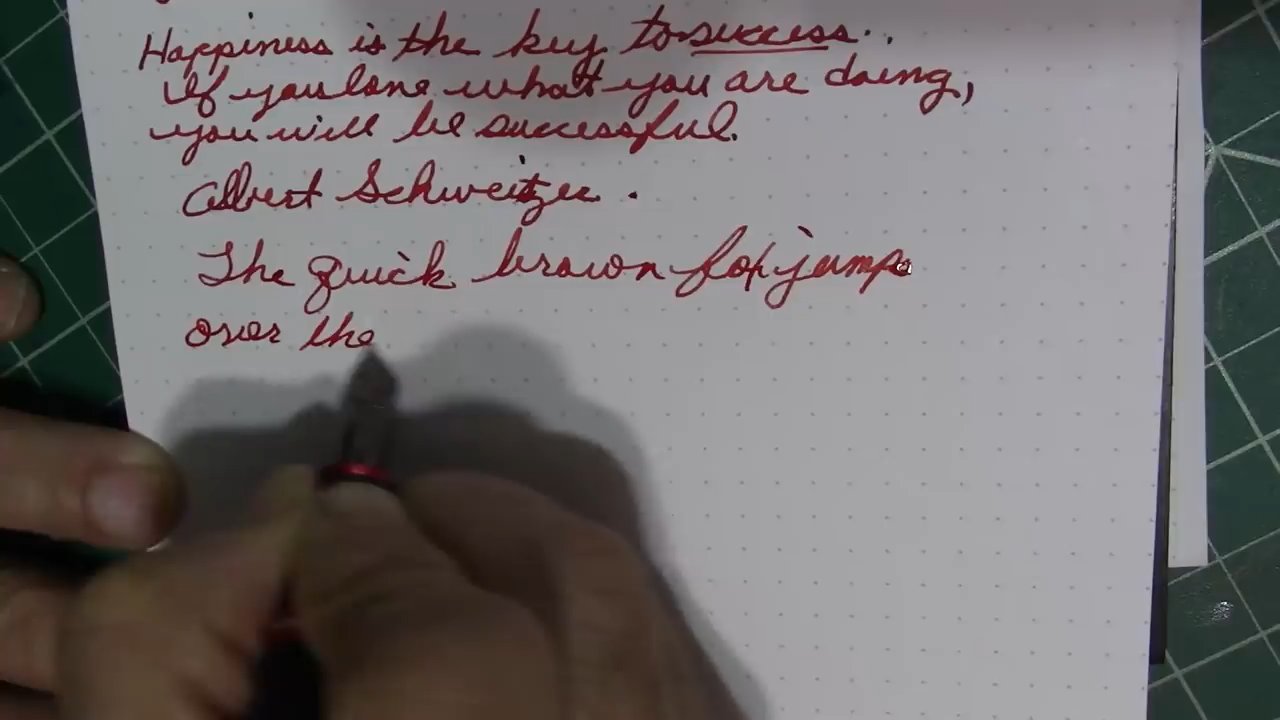 Happiness is the key to success..
If you love what you are doing,
you will be successful.
Albert Schweitzer.
The quick brown fox jumps
over the